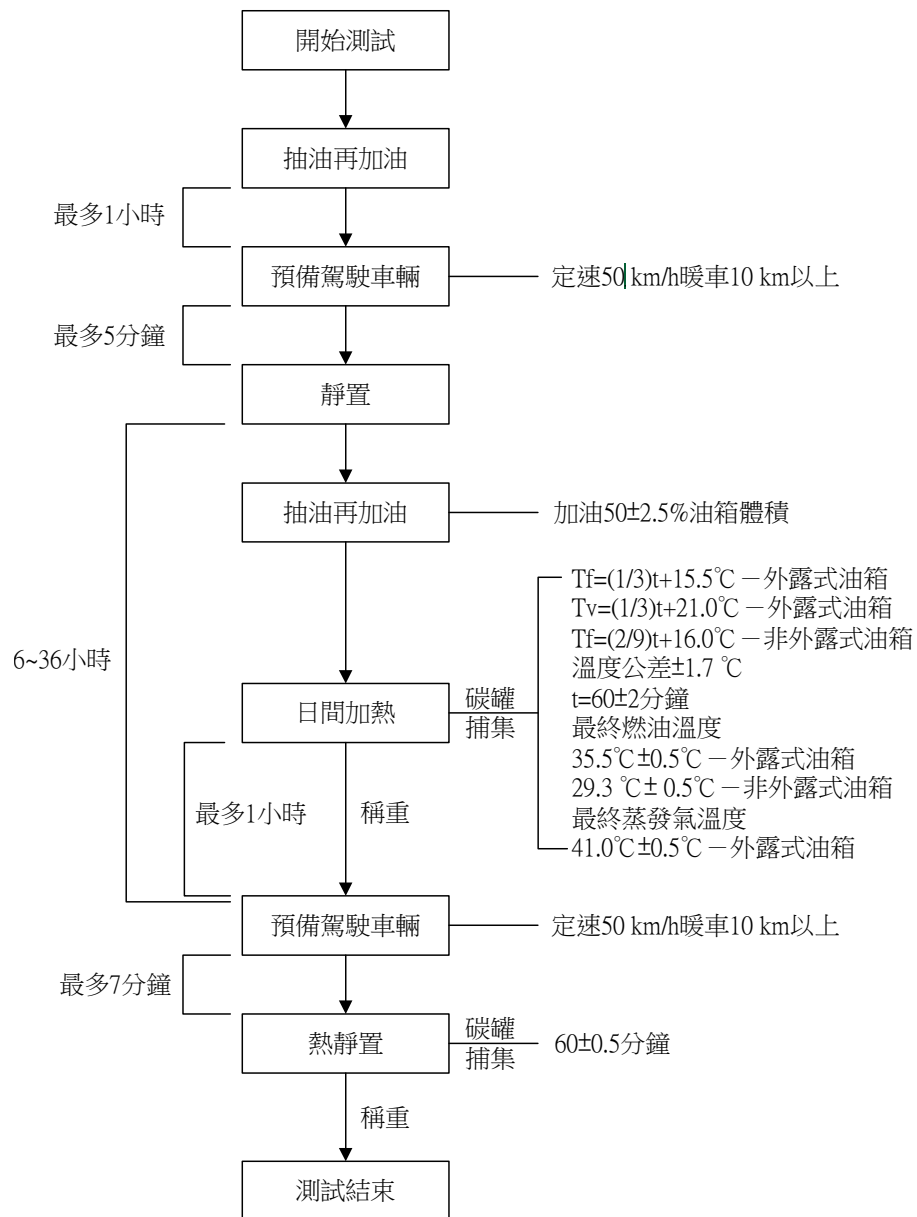 開始測試
抽油再加油
最多1小時
預備駕駛車輛
定速50 km/h暖車10 km以上
最多5分鐘
靜置
抽油再加油
加油50±2.5%油箱體積
6~36小時
日間加熱
碳罐
捕集
Tf=(1/3)t+15.5℃－外露式油箱
Tv=(1/3)t+21.0℃－外露式油箱
Tf=(2/9)t+16.0℃－非外露式油箱
溫度公差±1.7 ℃
t=60±2分鐘
最終燃油溫度
35.5℃±0.5℃－外露式油箱
29.3 ℃± 0.5℃－非外露式油箱
最終蒸發氣溫度
41.0℃±0.5℃－外露式油箱
最多1小時
稱重
預備駕駛車輛
定速50 km/h暖車10 km以上
最多7分鐘
熱靜置
碳罐
捕集
60±0.5分鐘
稱重
測試結束